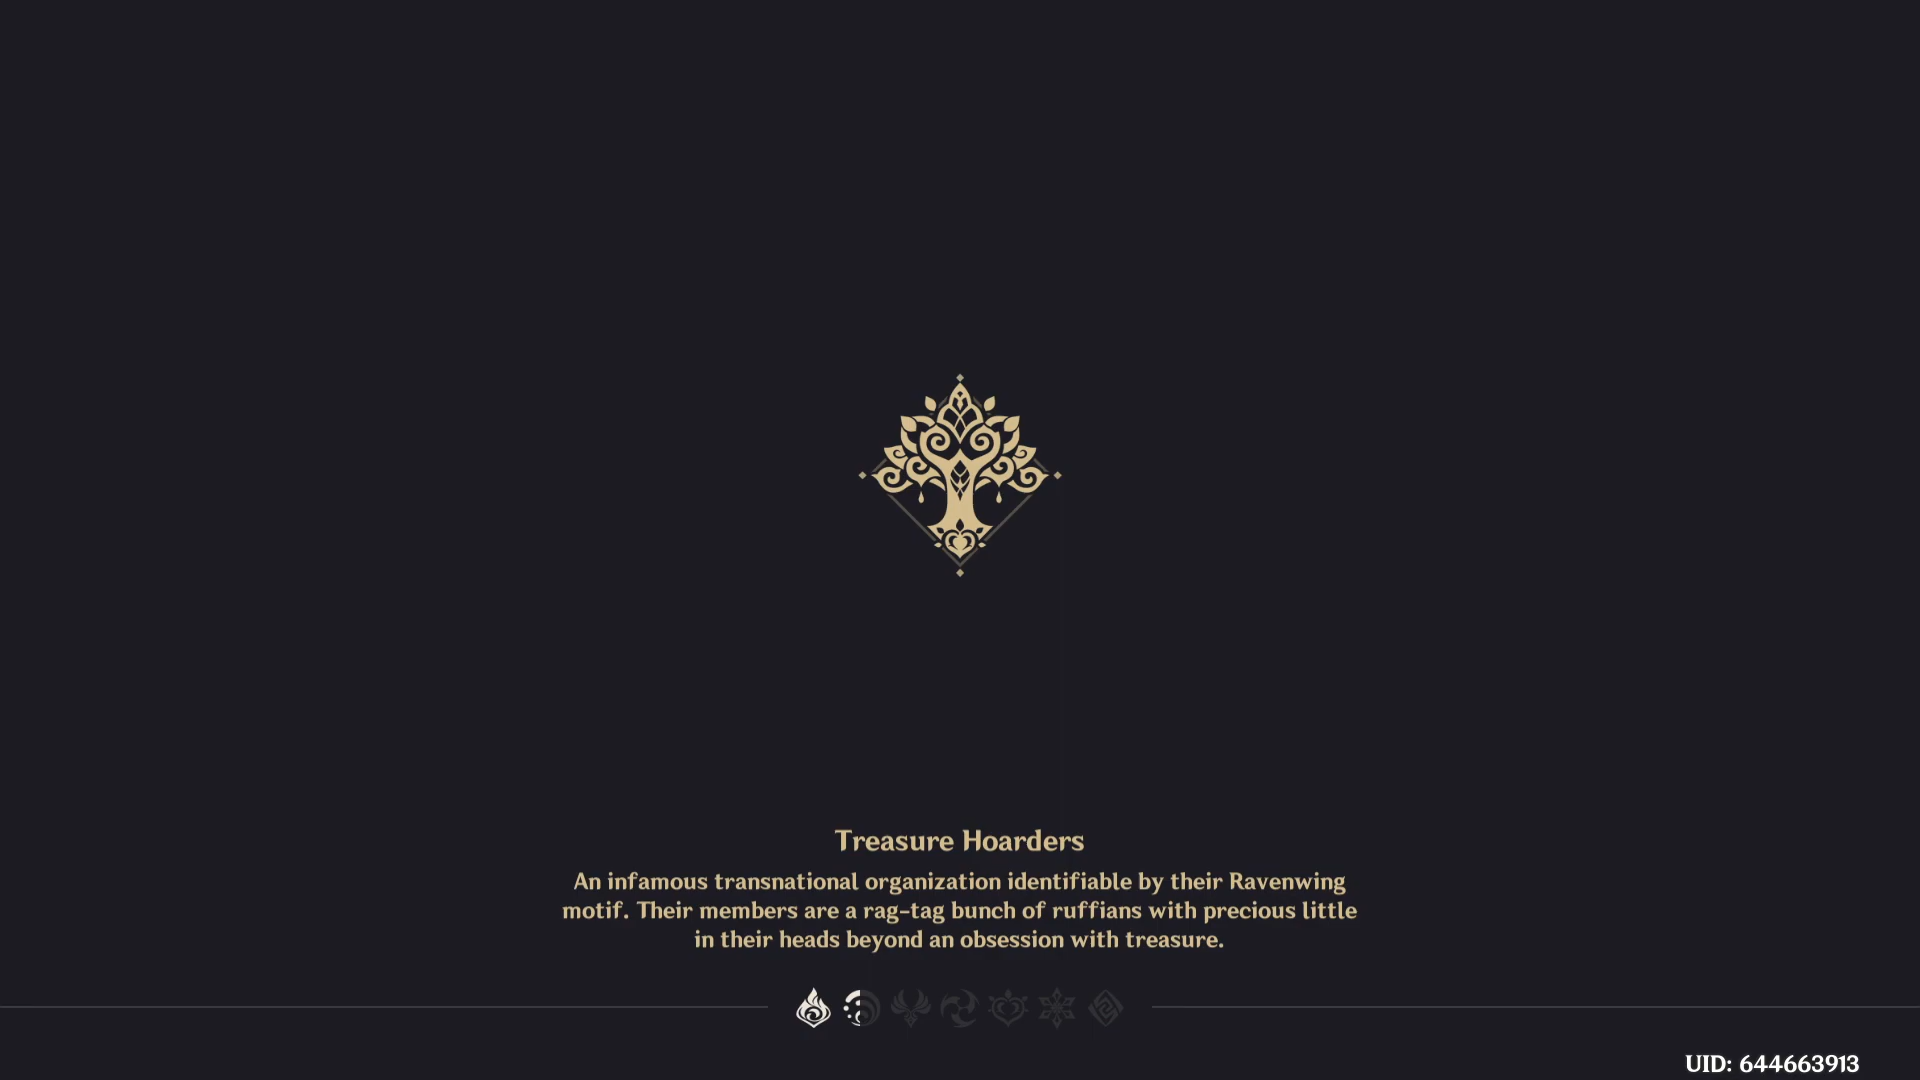 Treasure Hoarders
An infamous transnational organization identifiable by their Ravenwing
motif. Their members are a rag-tag bunch of ruffians with precious little
in their heads beyond an obsession with treasure.
UID: 644663913